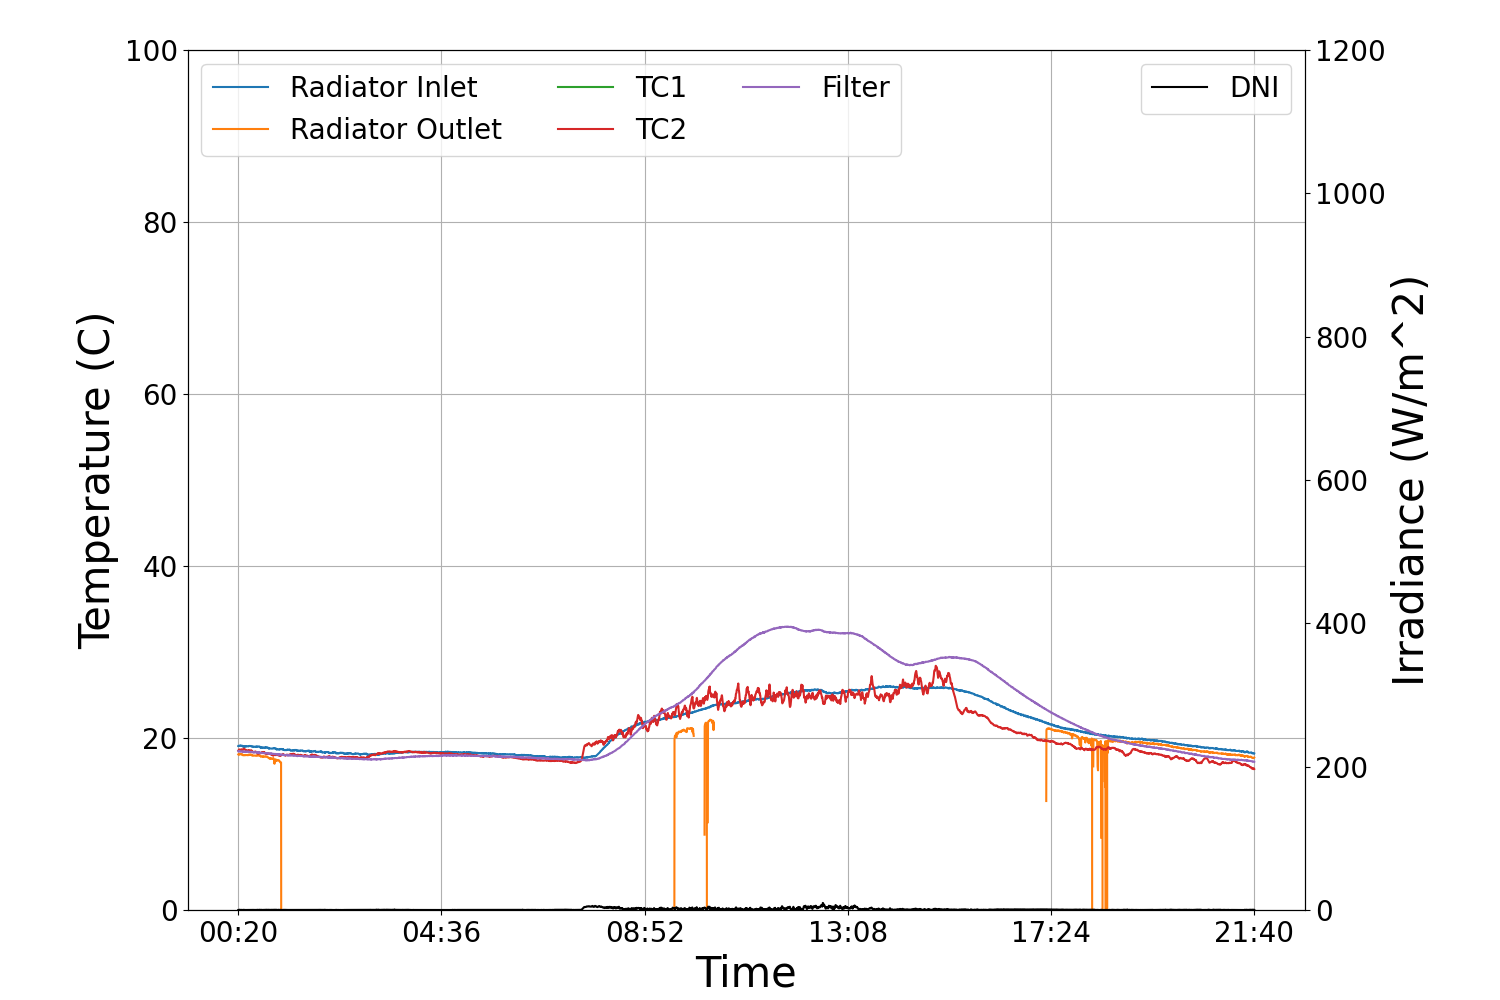 100
80
60
40
20
0
Temperature (C)
Radiator Inlet
Radiator Outlet
TC1
TC2
Filter
DNI
1200
1000
800
600
400
200
0
Irradiance (W/m^2)
00:20 04:36 08:52 13:08 17:24 21:40
Time